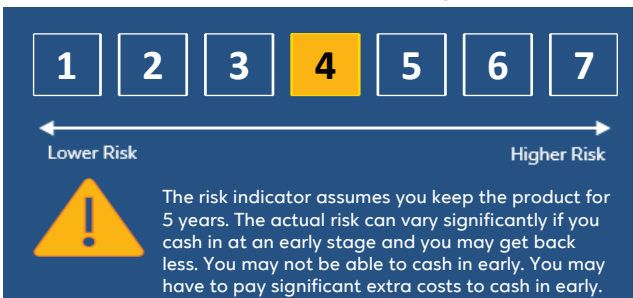 1 2 3 4 5 6 7
Lower Risk Higher Risk
!
The risk indicator assumes you keep the product for
5 years. The actual risk can vary significantly if you
cash in at an early stage and you may get back
less. You may not be able to cash in early. You may
have to pay significant extra costs to cash in early.